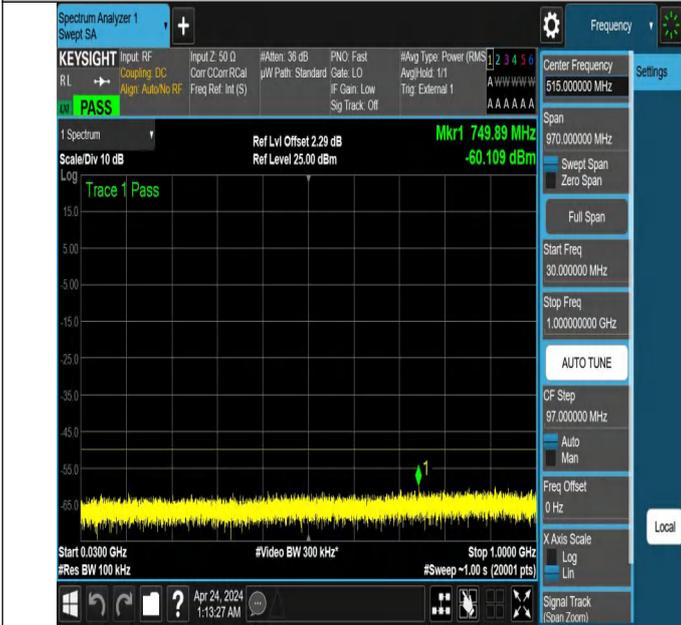 Spectrum Analyzer 1
Swept SA
+
Frequency
KEYSIGHT
RL
PASS
Input: RF
Coupling: DC
Align: Auto/No RF
Input Z: 50 Ω
Corr CCorr RCal
Freq Ref: Int (S)
#Atten: 36 dB
µW Path: Standard
PNO: Fast
Gate: LO
IF Gain: Low
Sig Track: Off
#Avg Type: Power (RMS
Avg|Hold: 1/1
Trig: External 1
1 2 3 4 5 6
A W W W W W
A A A A A A
1 Spectrum
Scale/Div 10 dB
Ref Lvl Offset 2.29 dB
Ref Level 25.00 dBm
Mkr1 749.89 MHz
-60.109 dBm
Log
Trace 1 Pass
15.0
5.00
-5.00
-15.0
-25.0
-35.0
-45.0
-55.0
-65.0
1
Start 0.0300 GHz
#Res BW 100 kHz
#Video BW 300 kHz*
Stop 1.0000 GHz
#Sweep ~1.00 s (20001 pts)
?
Apr 24, 2024
1:13:27 AM
Center Frequency
515.000000 MHz
Settings
Span
970.000000 MHz
Swept Span
Zero Span
Full Span
Start Freq
30.000000 MHz
Stop Freq
1.000000000 GHz
AUTO TUNE
CF Step
97.000000 MHz
Auto
Man
Freq Offset
0 Hz
X Axis Scale
Log
Lin
Local
Signal Track
(Span Zoom)